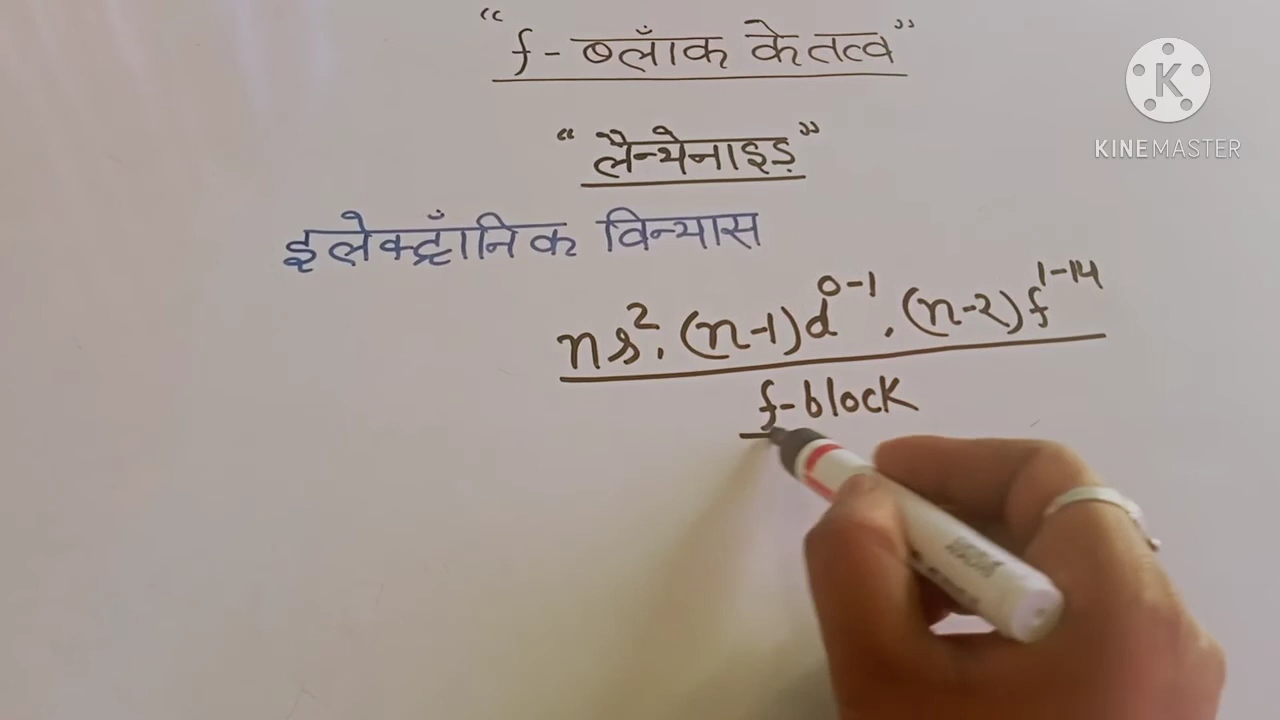 "f-ब्लॉक के तत्व"
K
KINEMASTER
"लैन्थेनाइड़"
इलेक्ट्रॉनिक विन्यास
ns². (n-1)d⁰⁻¹. (n-2)f¹⁻¹⁴
f-block